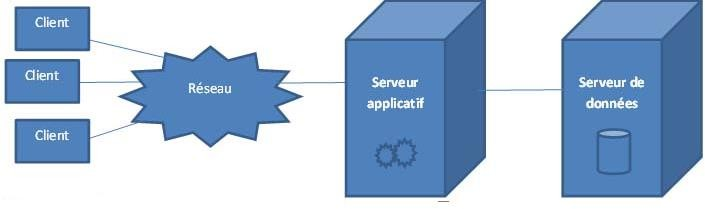 Client
Client
Client
Réseau
Serveur
applicatif
Serveur de
données